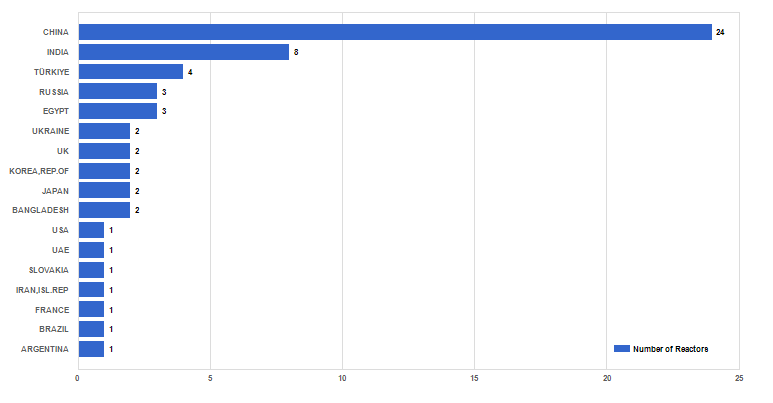 CHINA 24
INDIA 8
TÜRKIYE 4
RUSSIA 3
EGYPT 3
UKRAINE 2
UK 2
KOREA,REP.OF 2
JAPAN 2
BANGLADESH 2
USA 1
UAE 1
SLOVAKIA 1
IRAN,ISL.REP 1
FRANCE 1
BRAZIL 1
ARGENTINA 1
Number of Reactors
0 5 10 15 20 25